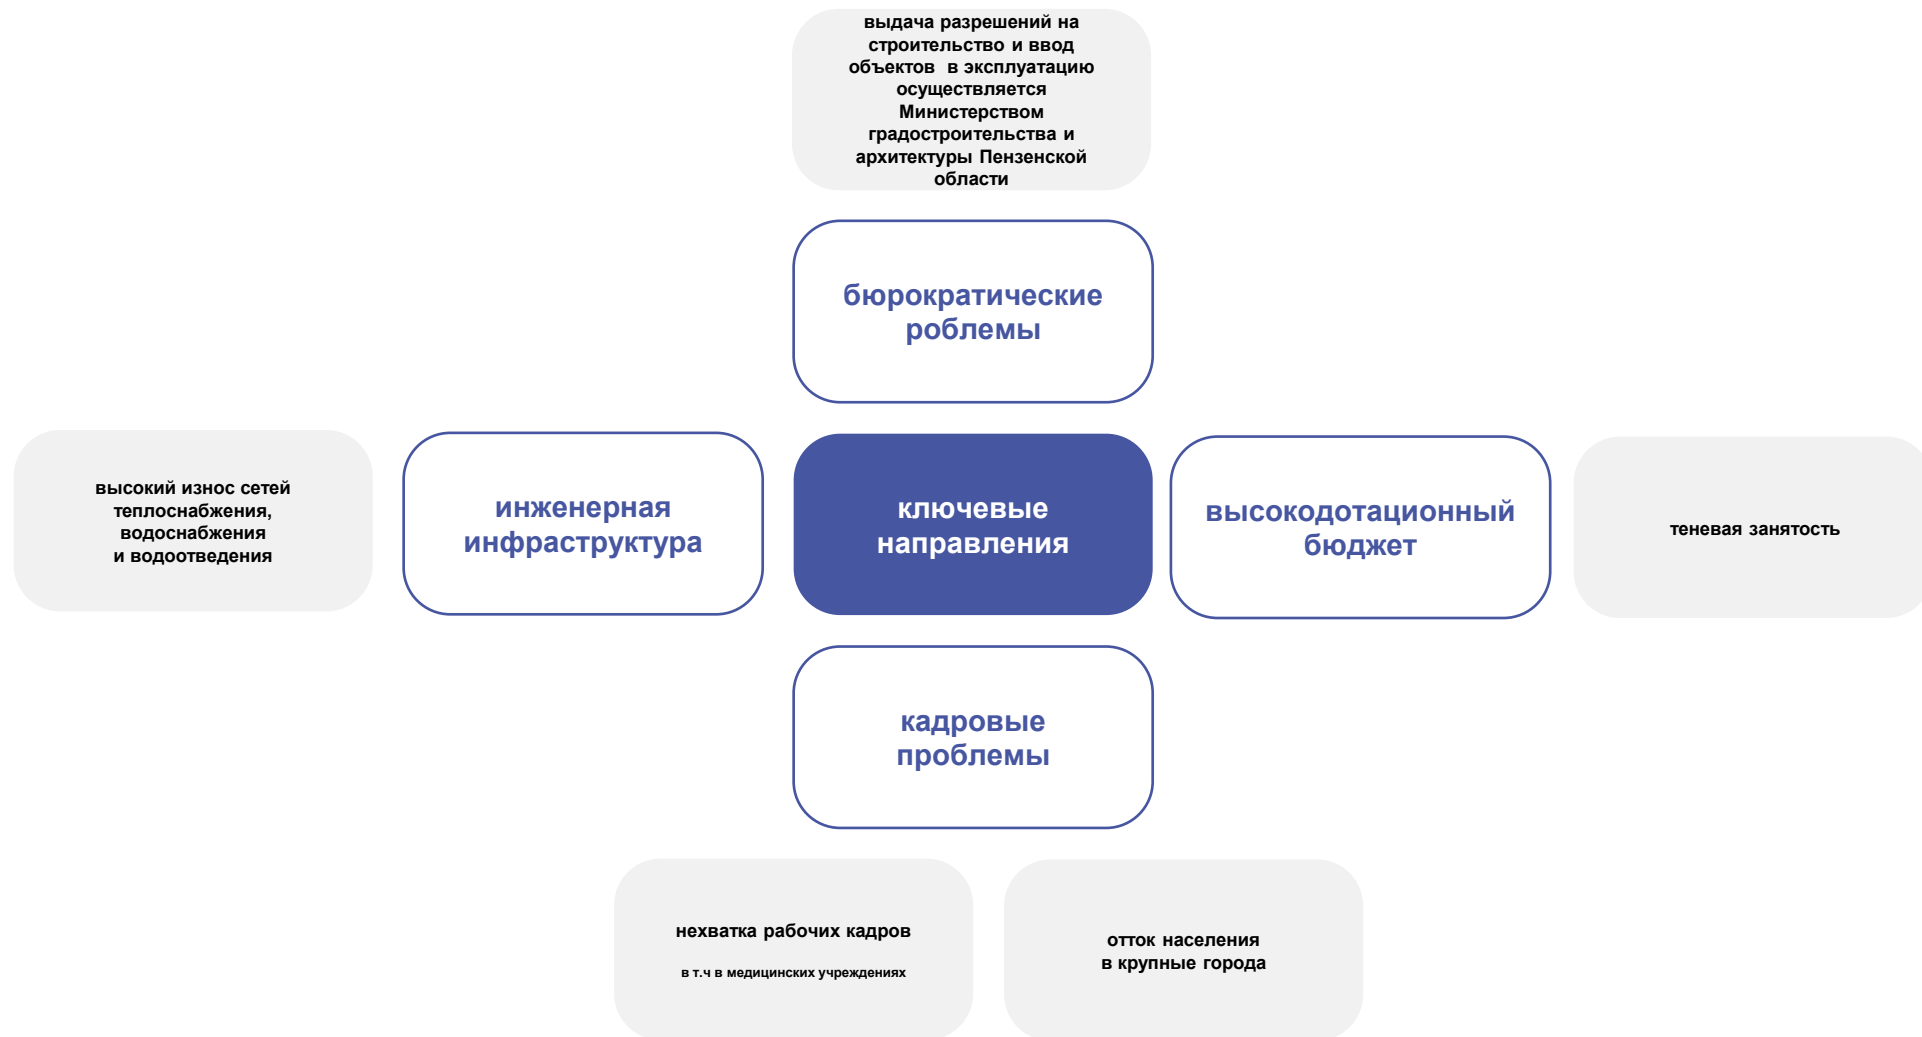 выдача разрешений на
строительство и ввод
объектов  в эксплуатацию
осуществляется
Министерством
градостроительства и
архитектуры Пензенской
области
бюрократические
роблемы
высокий износ сетей
теплоснабжения,
водоснабжения
и водоотведения
инженерная
инфраструктура
ключевые
направления
высокодотационный
бюджет
теневая занятость
кадровые
проблемы
нехватка рабочих кадров
в т.ч в медицинских учреждениях
отток населения
в крупные города